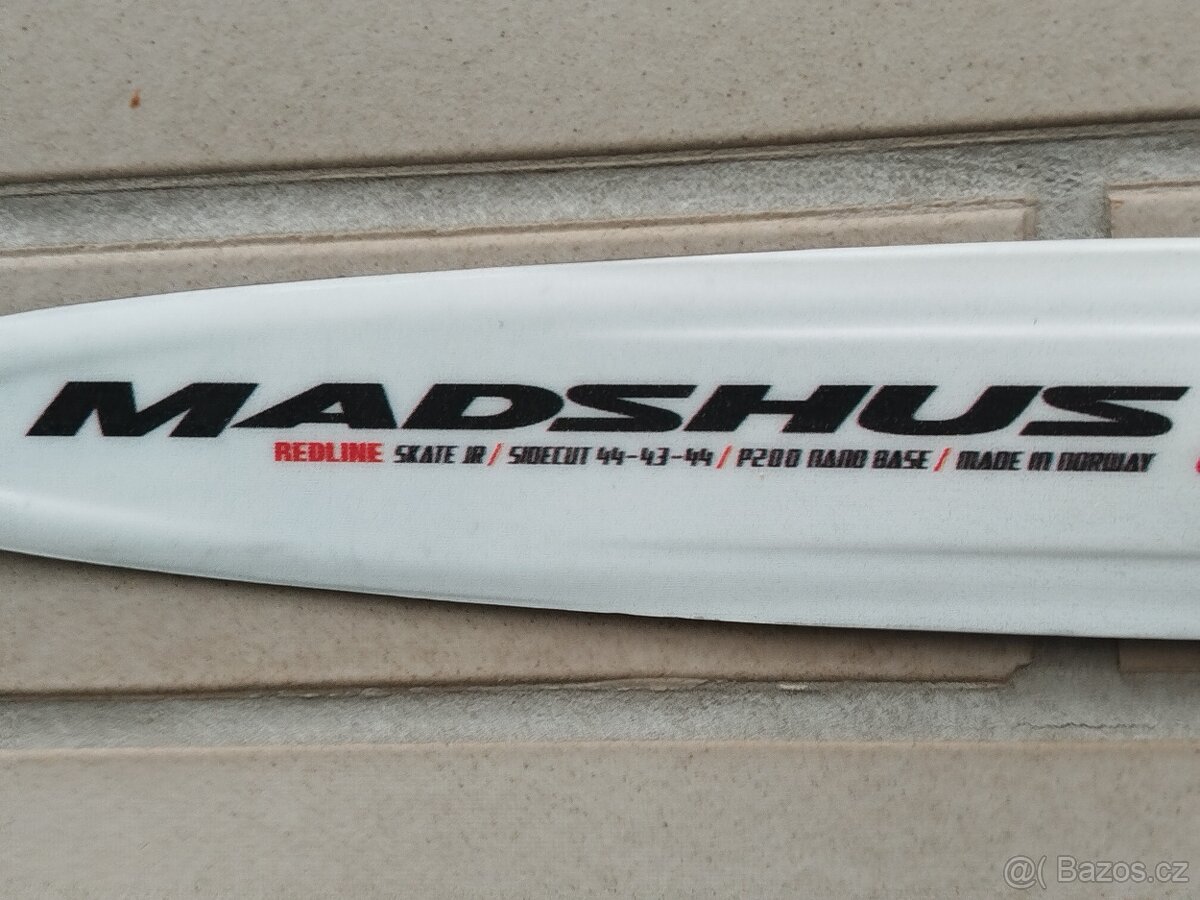 MADSHUS
REDLINE SKATE JR / SIDECUT 44-43-44 / P200 NANO BASE / MADE IN NORWAY
@( Bazos.cz